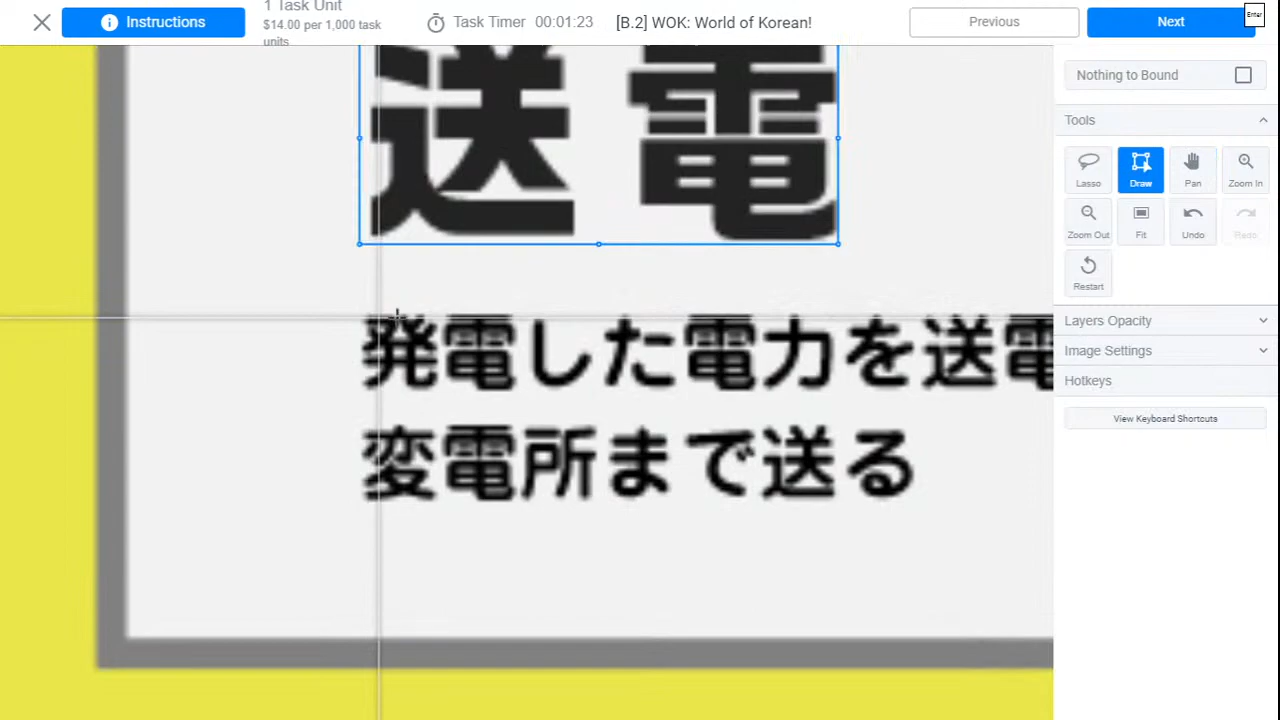 Instructions
1 Task Unit
$14.00 per 1,000 task
units
Task Timer 00:01:23
[B.2] WOK: World of Korean!
Previous
Next
Enter
Nothing to Bound
Tools
Lasso
Draw
Pan
Zoom In
Zoom Out
Fit
Undo
Redo
Restart
Layers Opacity
Image Settings
Hotkeys
View Keyboard Shortcuts
送電
発電した電力を送電
変電所まで送る